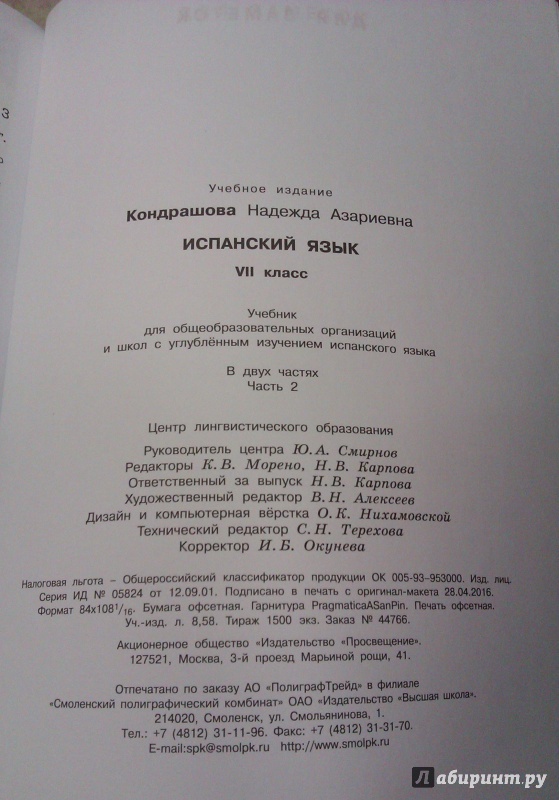 Учебное издание
Кондрашова Надежда Азариевна
ИСПАНСКИЙ ЯЗЫК
VII класс
Учебник
для общеобразовательных организаций
и школ с углублённым изучением испанского языка
В двух частях
Часть 2
Центр лингвистического образования
Руководитель центра Ю. А. Смирнов
Редакторы К. В. Морено, Н. В. Карпова
Ответственный за выпуск Н. В. Карпова
Художественный редактор В. Н. Алексеев
Дизайн и компьютерная вёрстка О. К. Нихамовской
Технический редактор С. Н. Терехова
Корректор И. Б. Окунева
Налоговая льгота – Общероссийский классификатор продукции ОК 005-93–953000. Изд. лиц.
Серия ИД № 05824 от 12.09.01. Подписано в печать с оригинал-макета 28.04.2016.
Формат 84х108 1/16. Бумага офсетная. Гарнитура PragmaticaASanPin. Печать офсетная.
Уч.-изд. л. 8,58. Тираж 1500 экз. Заказ № 44766.
Акционерное общество «Издательство «Просвещение».
127521, Москва, 3-й проезд Марьиной рощи, 41.
Отпечатано по заказу АО «ПолиграфТрейд» в филиале
«Смоленский полиграфический комбинат» ОАО «Издательство «Высшая школа».
214020, Смоленск, ул. Смольянинова, 1.
Тел.: +7 (4812) 31-11-96. Факс: +7 (4812) 31-31-70.
E-mail:spk@smolpk.ru http://www.smolpk.ru
Лабиринт.ру